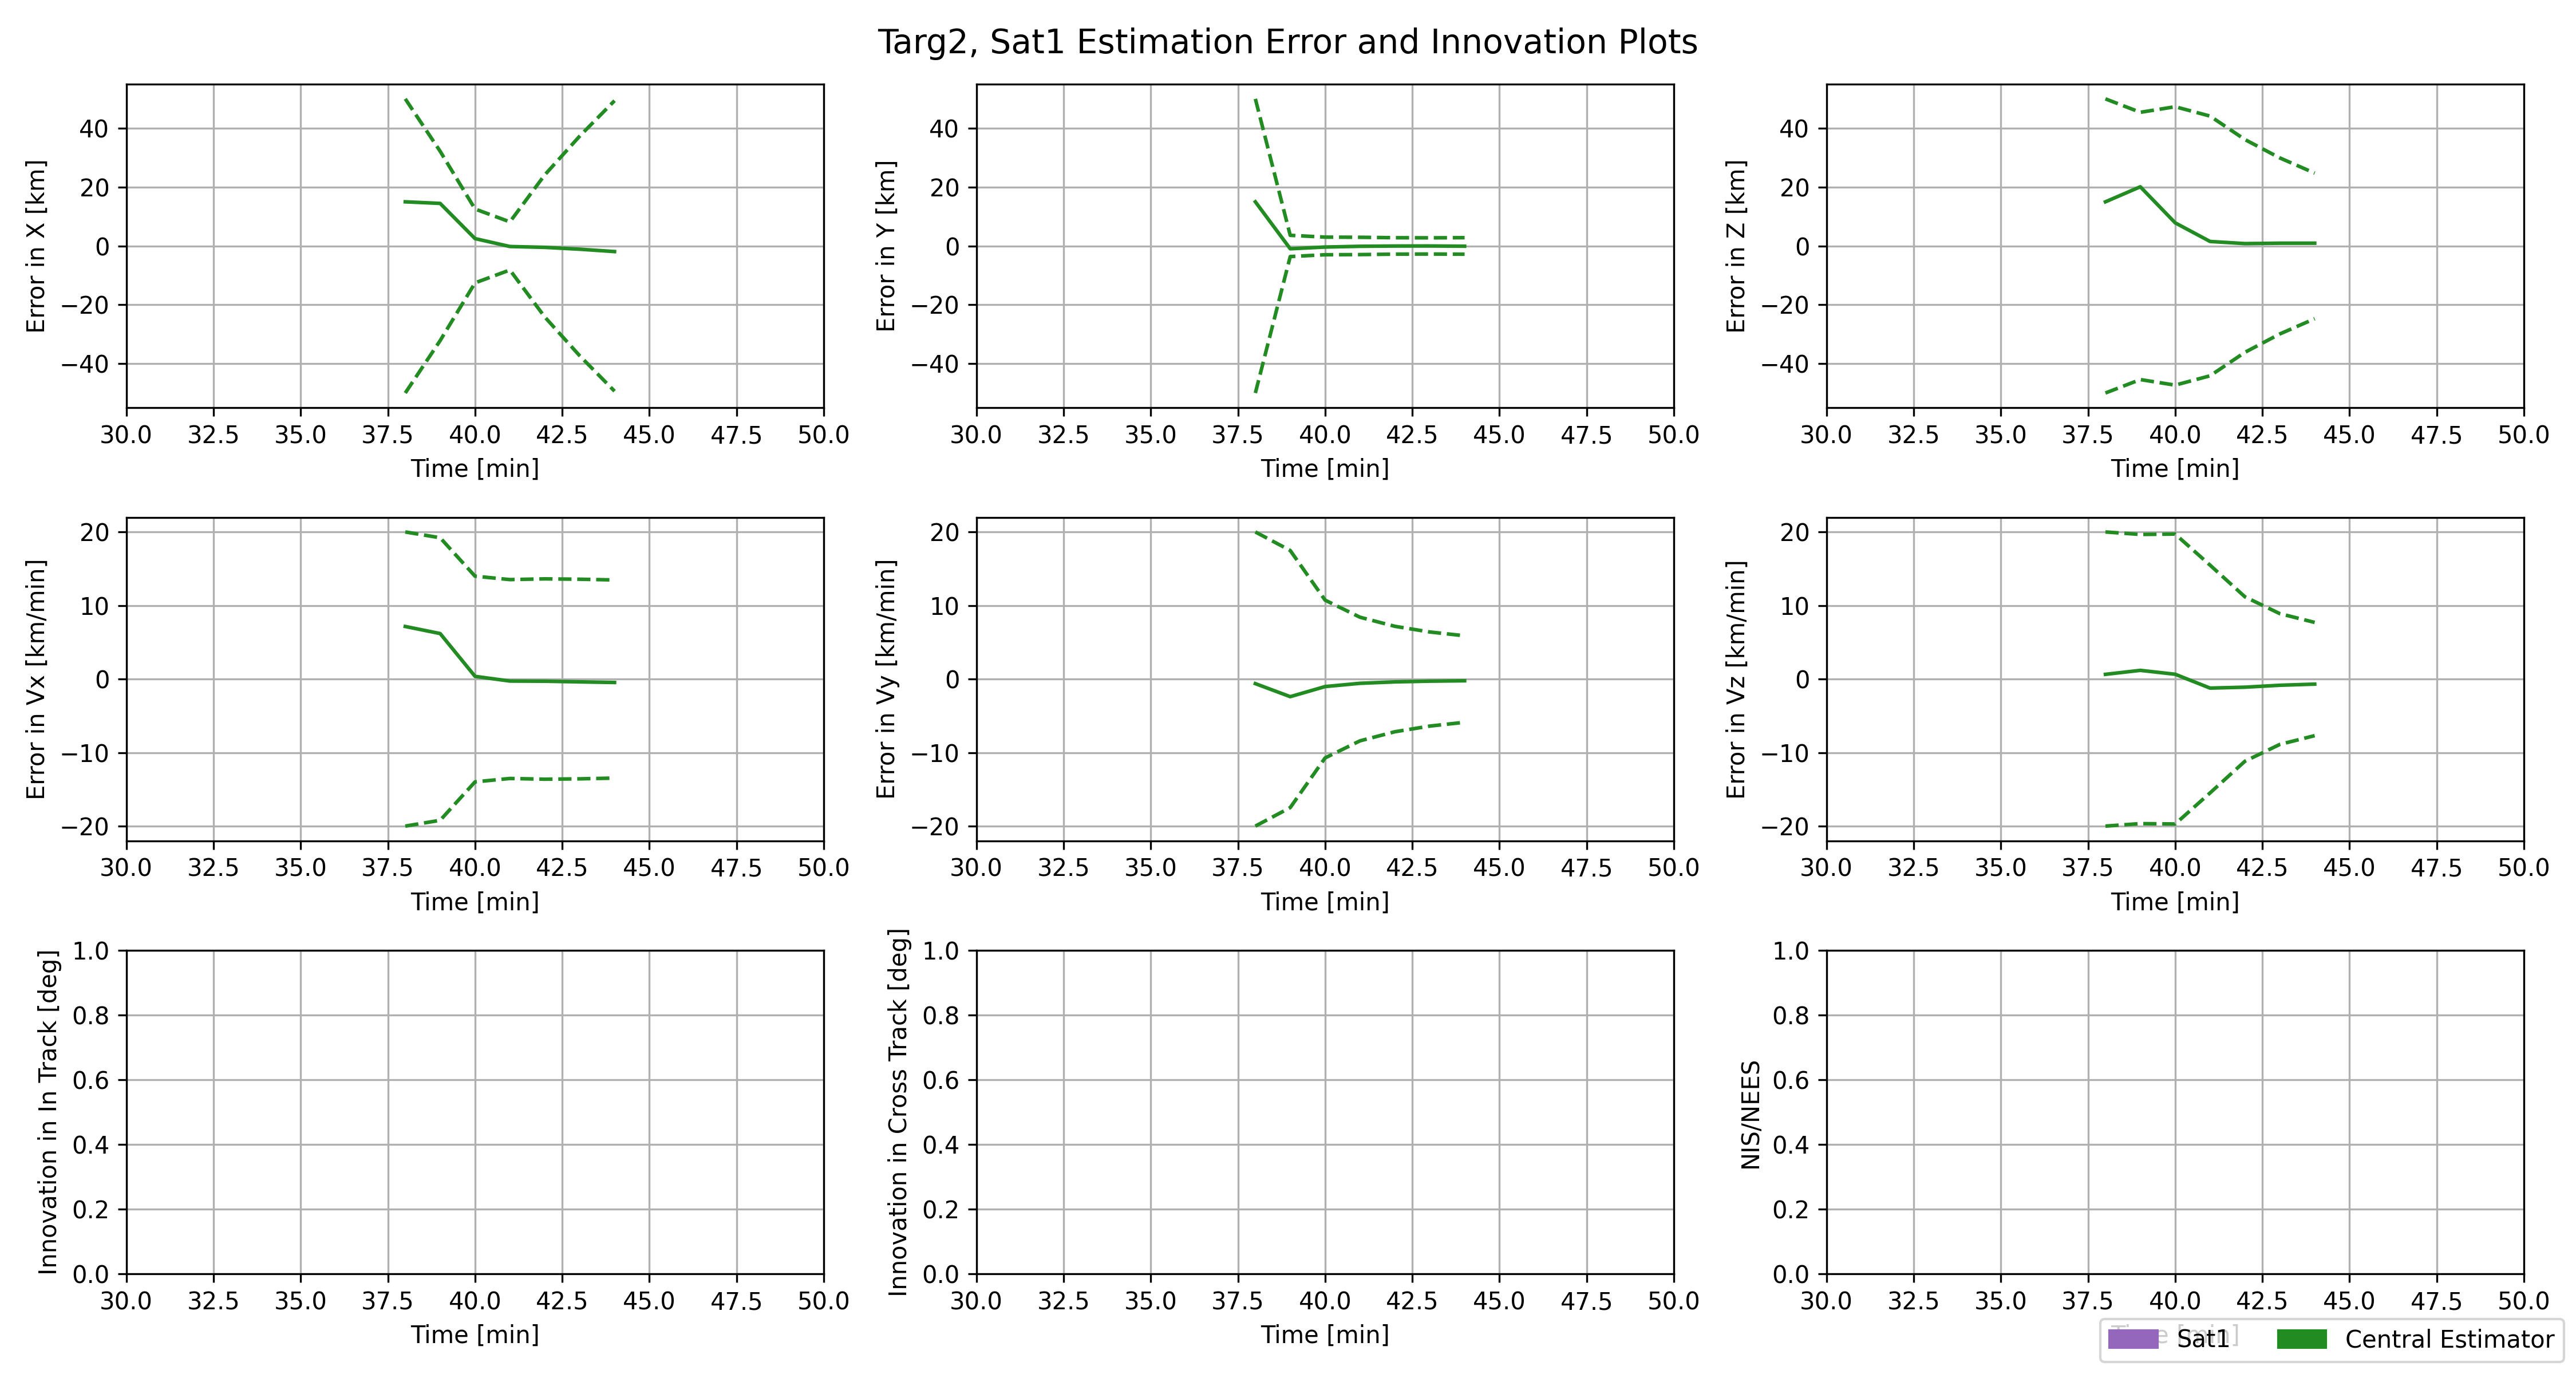 Targ2, Sat1 Estimation Error and Innovation Plots
Error in X [km]
40
20
0
−20
−40
30.0 32.5 35.0 37.5 40.0 42.5 45.0 47.5 50.0
Time [min]
Error in Y [km]
40
20
0
−20
−40
30.0 32.5 35.0 37.5 40.0 42.5 45.0 47.5 50.0
Time [min]
Error in Z [km]
40
20
0
−20
−40
30.0 32.5 35.0 37.5 40.0 42.5 45.0 47.5 50.0
Time [min]
Error in Vx [km/min]
20
10
0
−10
−20
30.0 32.5 35.0 37.5 40.0 42.5 45.0 47.5 50.0
Time [min]
Error in Vy [km/min]
20
10
0
−10
−20
30.0 32.5 35.0 37.5 40.0 42.5 45.0 47.5 50.0
Time [min]
Error in Vz [km/min]
20
10
0
−10
−20
30.0 32.5 35.0 37.5 40.0 42.5 45.0 47.5 50.0
Time [min]
Innovation in In Track [deg]
1.0
0.8
0.6
0.4
0.2
0.0
30.0 32.5 35.0 37.5 40.0 42.5 45.0 47.5 50.0
Time [min]
Innovation in Cross Track [deg]
1.0
0.8
0.6
0.4
0.2
0.0
30.0 32.5 35.0 37.5 40.0 42.5 45.0 47.5 50.0
Time [min]
NIS/NEES
1.0
0.8
0.6
0.4
0.2
0.0
30.0 32.5 35.0 37.5 40.0 42.5 45.0 47.5 50.0
Sat1 Central Estimator